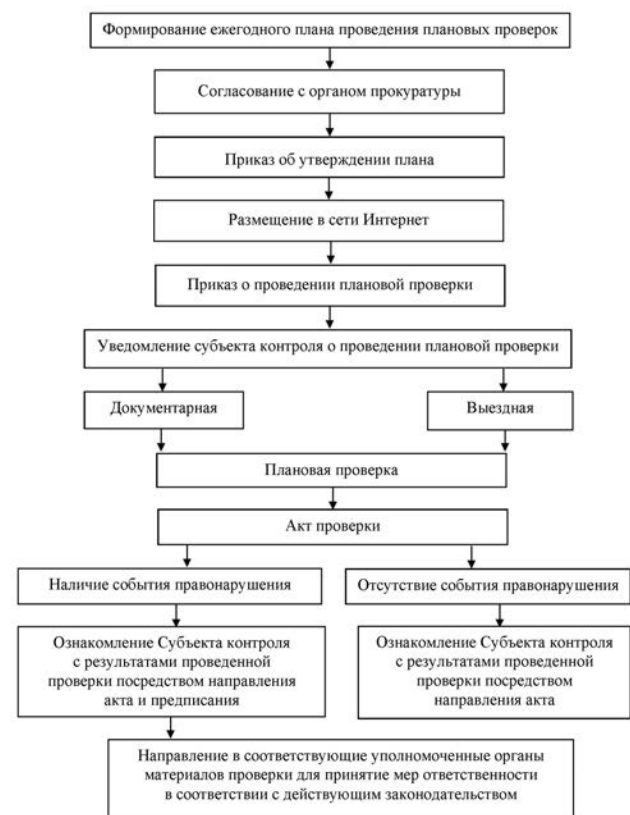 Формирование ежегодного плана проведения плановых проверок
Согласование с органом прокуратуры
Приказ об утверждении плана
Размещение в сети Интернет
Приказ о проведении плановой проверки
Уведомление субъекта контроля о проведении плановой проверки
Документарная
Выездная
Плановая проверка
Акт проверки
Наличие события правонарушения
Отсутствие события правонарушения
Ознакомление Субъекта контроля
с результатами проведенной
проверки посредством направления
акта и предписания
Ознакомление Субъекта контроля
с результатами проведенной
проверки посредством
направления акта
Направление в соответствующие уполномоченные органы
материалов проверки для принятие мер ответственности
в соответствии с действующим законодательством